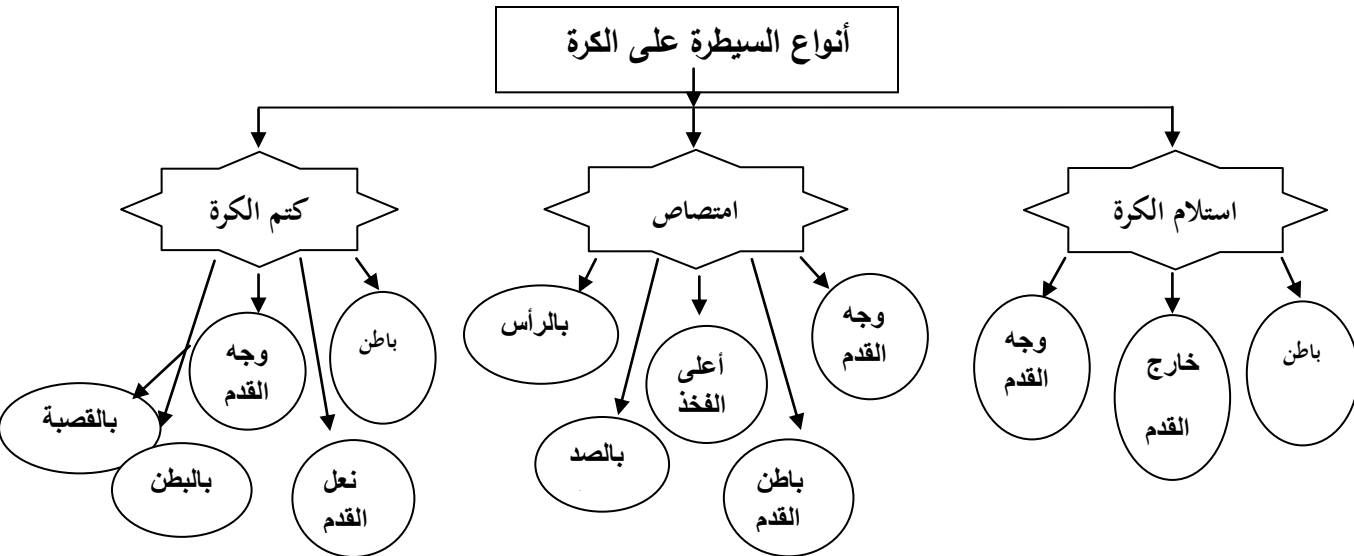 أنواع السيطرة على الكرة
استلام الكرة
امتصاص
كتم الكرة
باطن
خارج
القدم
وجه
القدم
وجه
القدم
باطن
القدم
أعلى
الفخذ
بالصد
بالرأس
باطن
نعل
القدم
وجه
القدم
بالبطن
بالقصبة